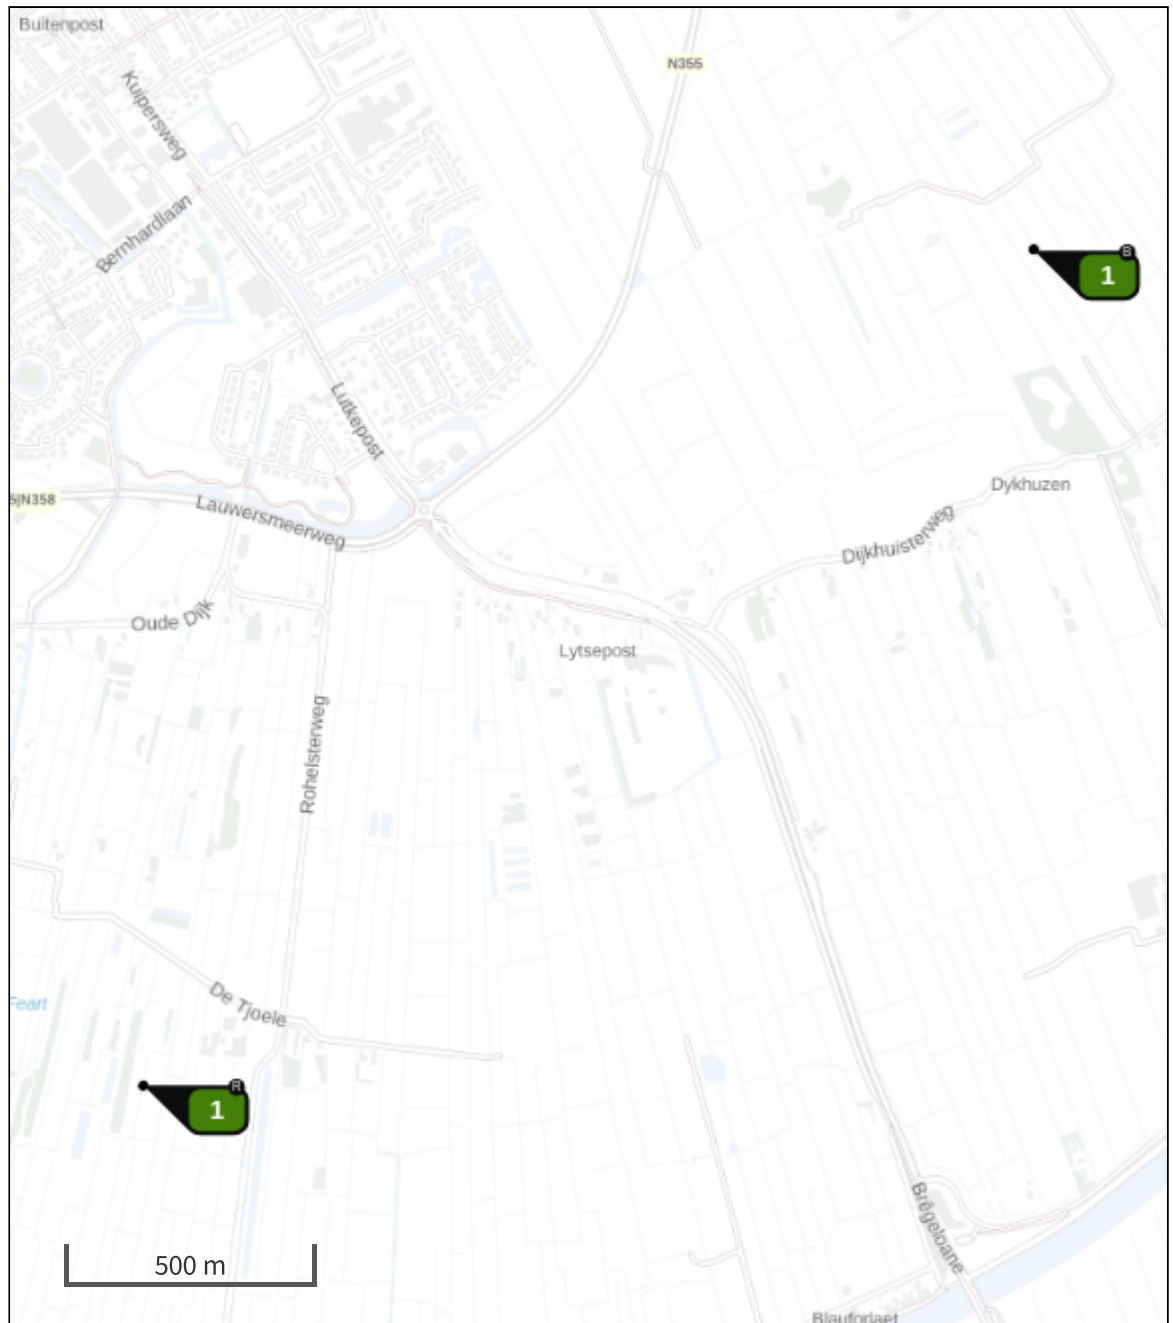 Buitenpost
Kuipersweg
N355
Bernhardlaan
B
1
Lutkepost
5|N358
Lauwersmeerweg
Dykhuzen
Dijkhuisterweg
Oude Dijk
Lytsepost
Rohelsterweg
Feart
De Tjoele
R
1
Brêgeloane
500 m
Blauforlaet